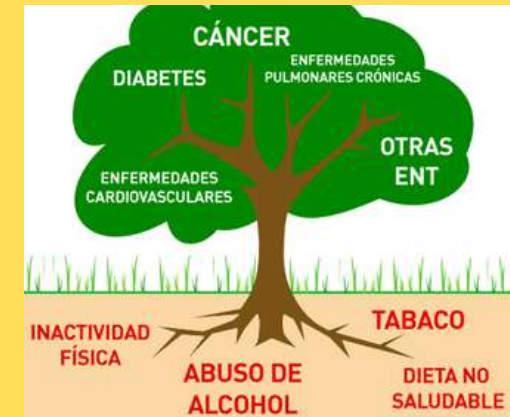 CÁNCER
ENFERMEDADES
PULMONARES CRÓNICAS
DIABETES
OTRAS
ENT
ENFERMEDADES
CARDIOVASCULARES
TABACO
INACTIVIDAD
FÍSICA
ABUSO DE
ALCOHOL
DIETA NO
SALUDABLE